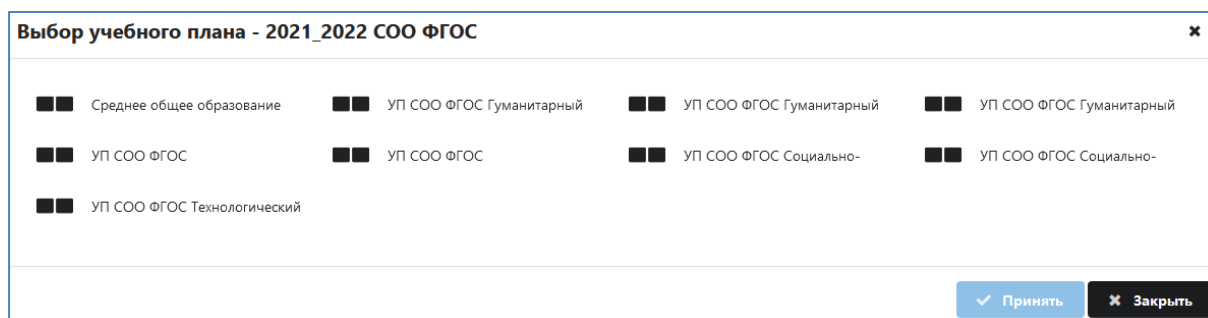 Выбор учебного плана - 2021_2022 СОО ФГОС
Среднее общее образование УП СОО ФГОС Гуманитарный УП СОО ФГОС Гуманитарный УП СОО ФГОС Гуманитарный
УП СОО ФГОС УП СОО ФГОС УП СОО ФГОС Социально- УП СОО ФГОС Социально-
УП СОО ФГОС Технологический
Принять Закрыть